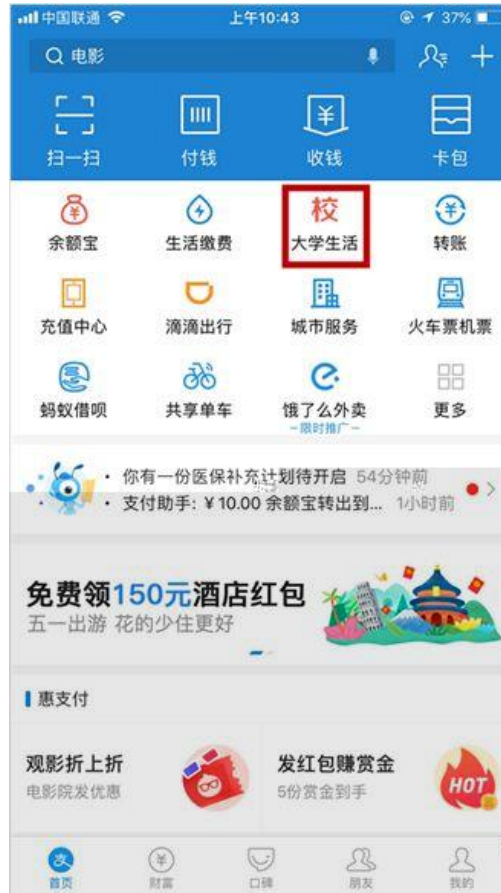 中国联通 上午10:43 37%
电影
扫一扫 付钱 收钱 卡包
校
余额宝 生活缴费 大学生活 转账
充值中心 滴滴出行 城市服务 火车票机票
蚂蚁借呗 共享单车 饿了么外卖 更多
-限时推广-
· 你有一份医保补充计划待开启 54分钟前
· 支付助手: ¥10.00 余额宝转出到... 1小时前
免费领150元酒店红包
五一出游 花的少住更好
惠支付
观影折上折 发红包赚赏金
电影院发优惠 5份赏金到手
HOT
支
首页 财富 口碑 朋友 我的